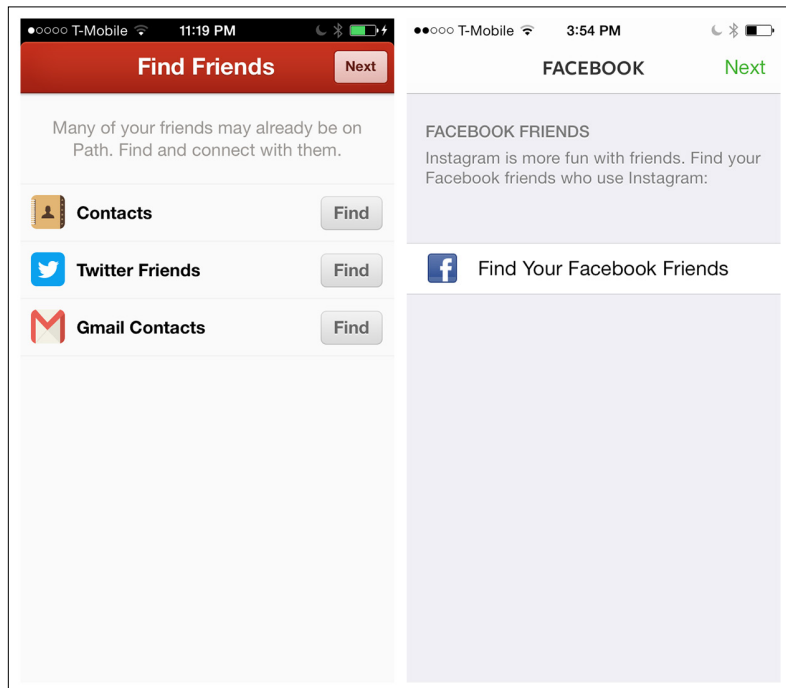 T-Mobile 11:19 PM
Find Friends Next
Many of your friends may already be on
Path. Find and connect with them.
Contacts Find
Twitter Friends Find
Gmail Contacts Find
T-Mobile 3:54 PM
FACEBOOK Next
FACEBOOK FRIENDS
Instagram is more fun with friends. Find your
Facebook friends who use Instagram:
Find Your Facebook Friends